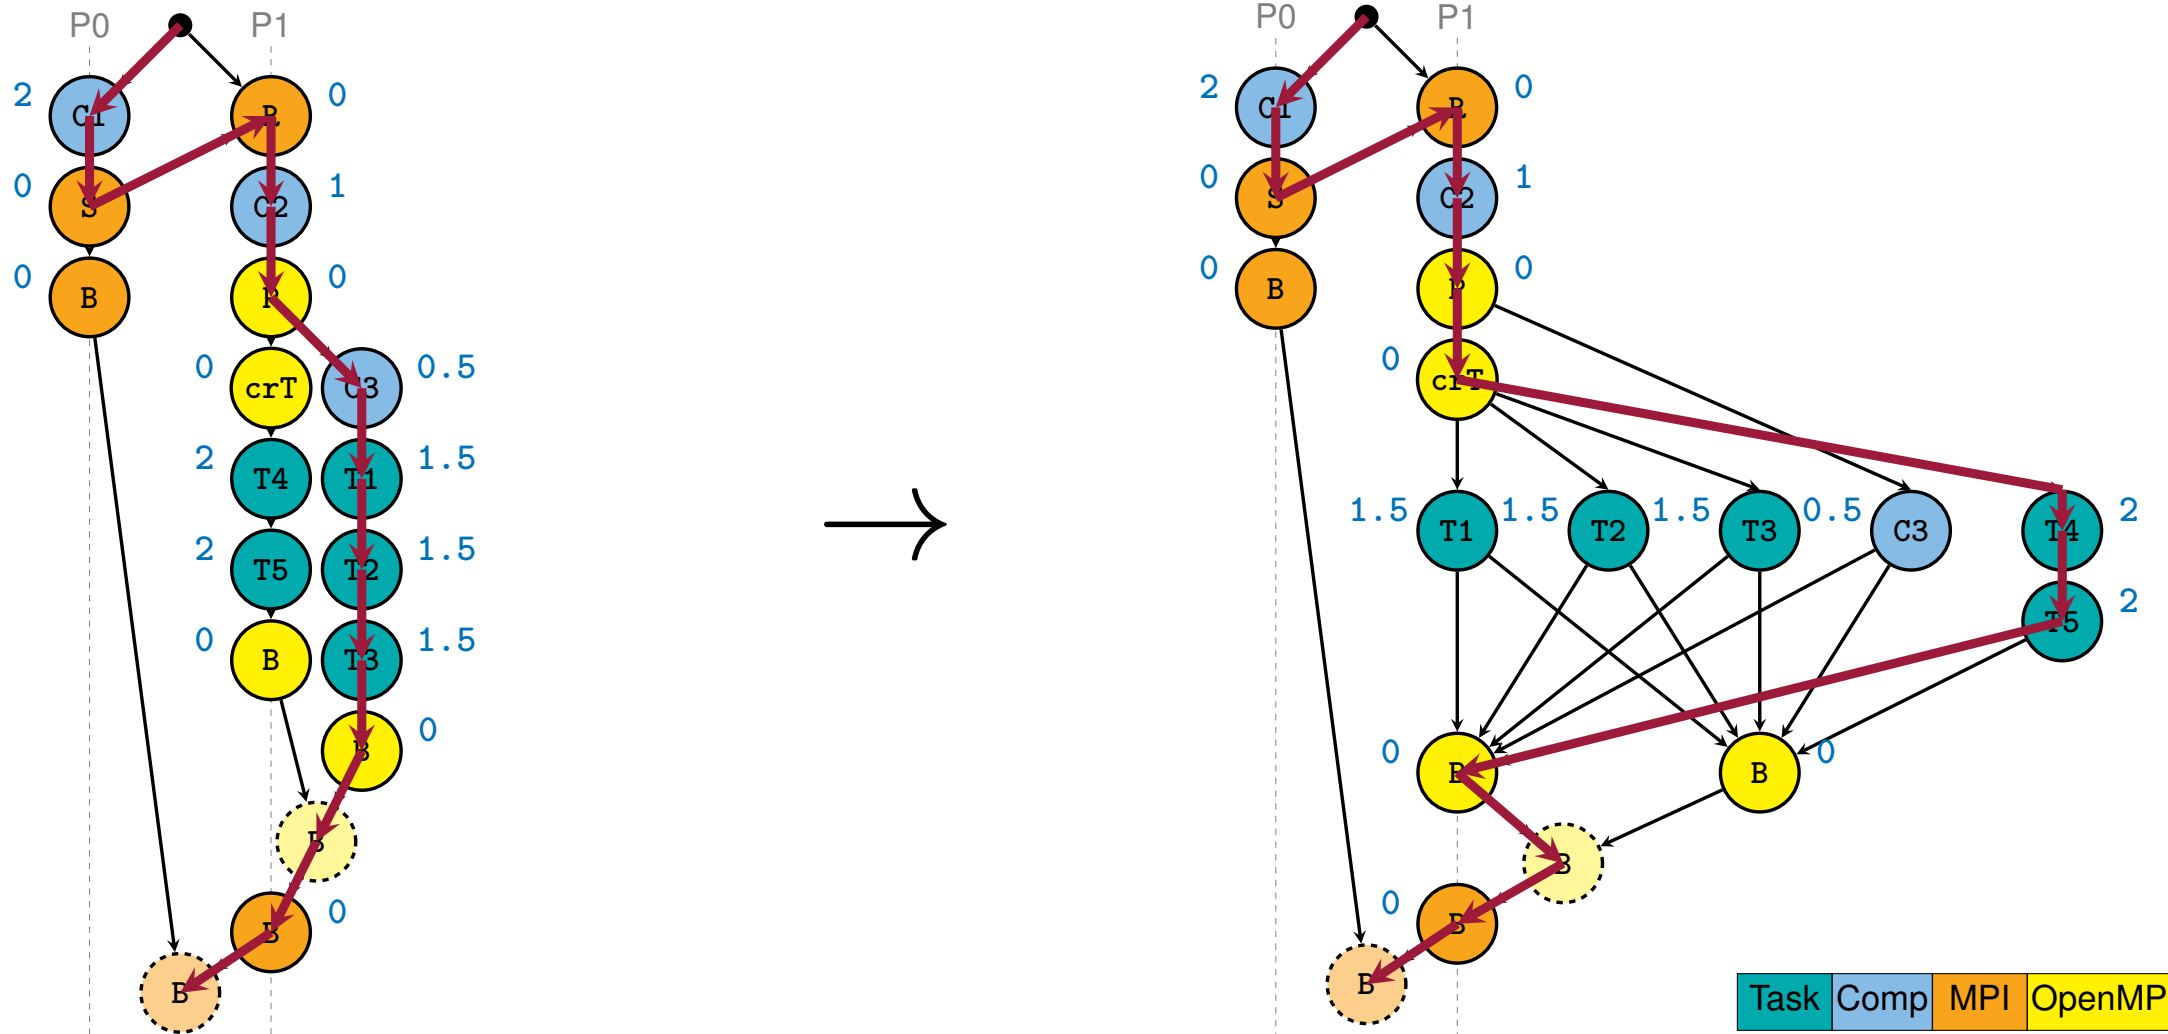 P0 P1
2 C1 R 0
0 S C2 1
0 B P 0
0 crT C3 0.5
2 T4 T1 1.5
2 T5 T2 1.5
0 B T3 1.5
B 0
B
B 0
B
P0 P1
2 C1 R 0
0 S C2 1
0 B P 0
0 crT
1.5 T1 1.5 T2 1.5 T3 0.5 C3 T4 2
T5 2
0 B B 0
B
0 B
B
Task Comp MPI OpenMP